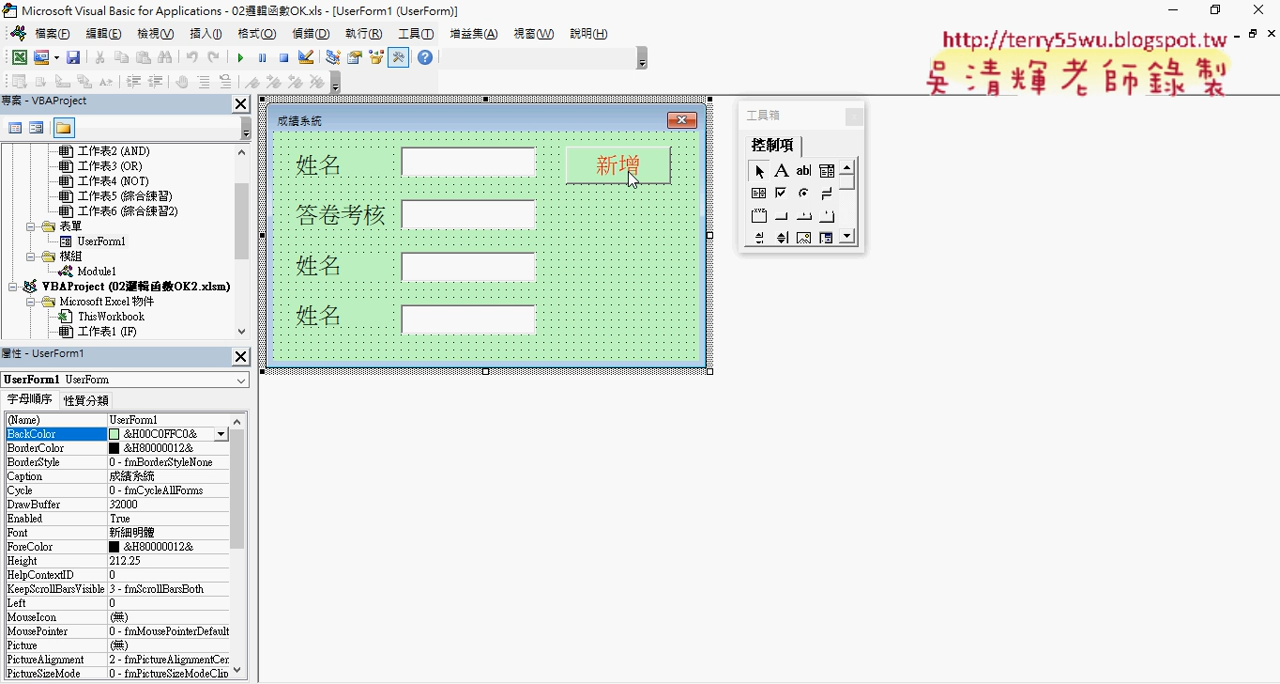 Microsoft Visual Basic for Applications - 02邏輯函數OK.xls - [UserForm1 (UserForm)]
檔案(F) 編輯(E) 檢視(V) 插入(I) 格式(O) 偵錯(D) 執行(R) 工具(T) 增益集(A) 視窗(W) 說明(H)
http://terry55wu.blogspot.tw
吳清輝老師錄製
專案 - VBAProject
工作表2 (AND)
工作表3 (OR)
工作表4 (NOT)
工作表5 (綜合練習)
工作表6 (綜合練習2)
表單
UserForm1
模組
Module1
VBAProject (02邏輯函數OK2.xlsm)
Microsoft Excel 物件
ThisWorkbook
工作表1 (IF)
屬性 - UserForm1
UserForm1 UserForm
字母順序 性質分類
(Name) UserForm1
BackColor &H00C0FFC0&
BorderColor &H80000012&
BorderStyle 0 - fmBorderStyleNone
Caption 成績系統
Cycle 0 - fmCycleAllForms
DrawBuffer 32000
Enabled True
Font 新細明體
ForeColor &H80000012&
Height 212.25
HelpContextID 0
KeepScrollBarsVisible 3 - fmScrollBarsBoth
Left 0
MouseIcon (無)
MousePointer 0 - fmMousePointerDefault
Picture (無)
PictureAlignment 2 - fmPictureAlignmentCen
PictureSizeMode 0 - fmPictureSizeModeClip
成績系統
姓名 新增
答卷考核
姓名
姓名
工具箱
控制項
A ab